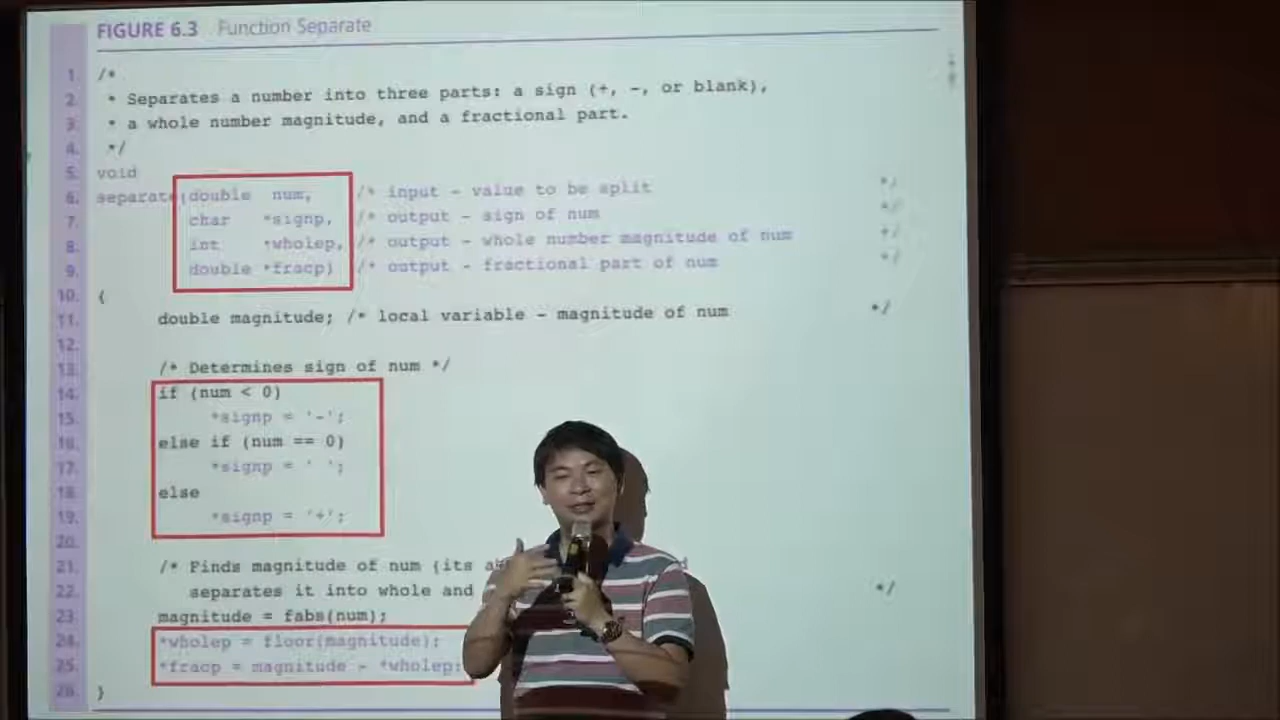 FIGURE 6.3 Function Separate
1. /*
2. * Separates a number into three parts: a sign (+, -, or blank),
3. * a whole number magnitude, and a fractional part.
4. */
5. void
6. separate(double num, /* input - value to be split */
7. char *signp, /* output - sign of num */
8. int *wholep, /* output - whole number magnitude of num */
9. double *fracp) /* output - fractional part of num */
10. {
11. double magnitude; /* local variable - magnitude of num */
12.
13. /* Determines sign of num */
14. if (num < 0)
15. *signp = '-';
16. else if (num == 0)
17. *signp = ' ';
18. else
19. *signp = '+';
20.
21. /* Finds magnitude of num (its
22. separates it into whole and */
23. magnitude = fabs(num);
24. *wholep = floor(magnitude);
25. *fracp = magnitude - *wholep;
26. }